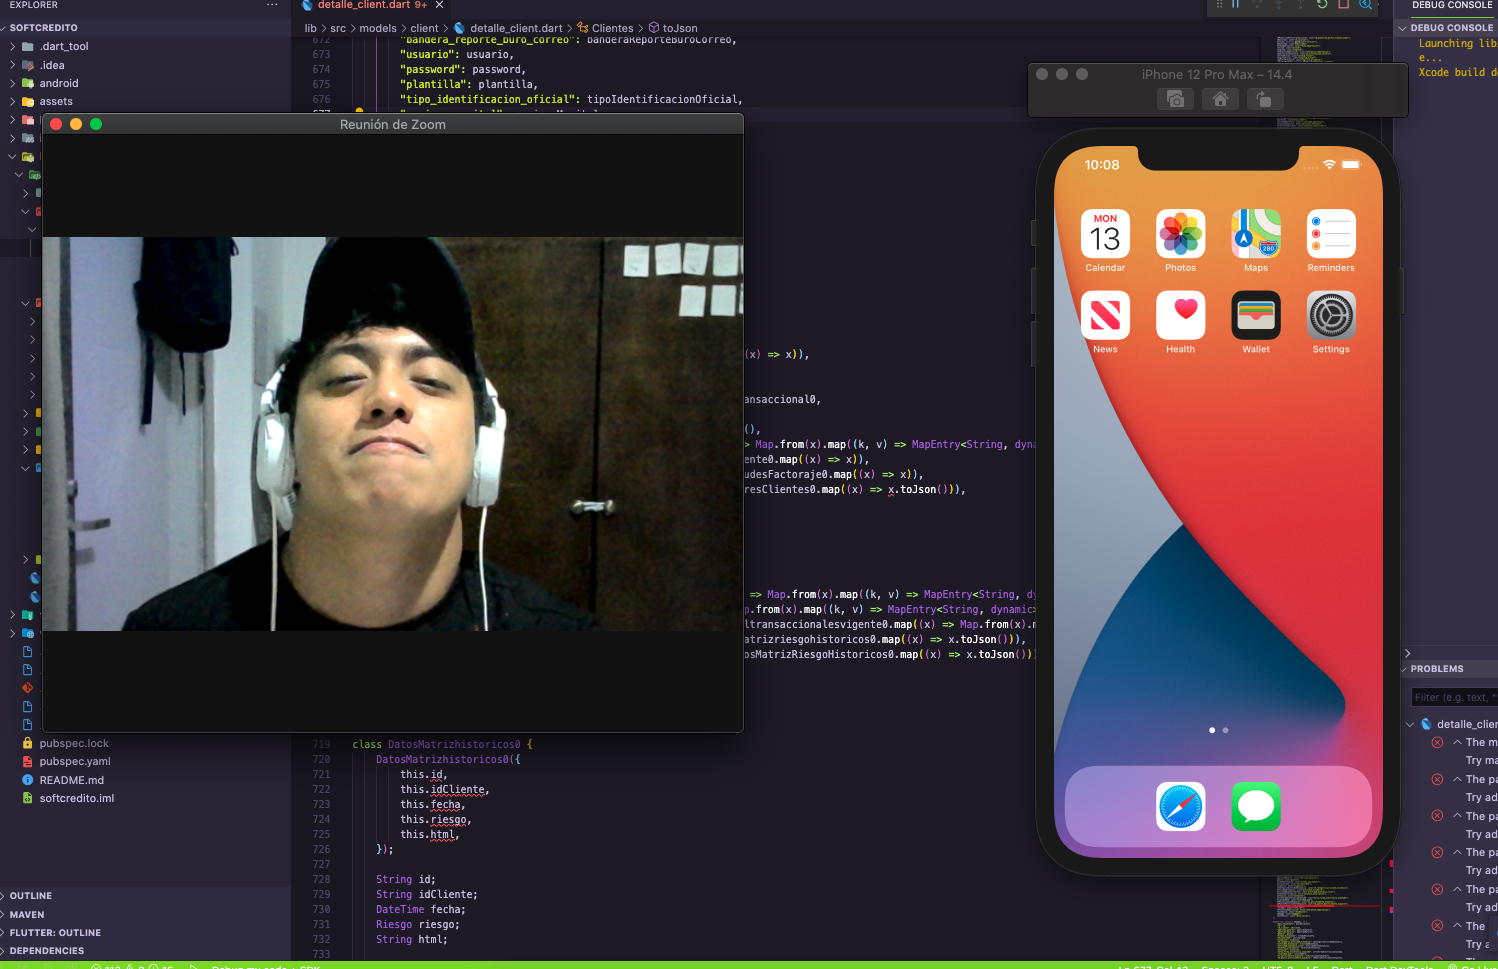 EXPLORER
SOFTCREDITO
.dart_tool
.idea
android
assets
pubspec.lock
pubspec.yaml
README.md
softcredito.iml
OUTLINE
MAVEN
FLUTTER: OUTLINE
DEPENDENCIES
detalle_client.dart 9+
lib > src > models > client > detalle_client.dart > Clientes > toJson
672 "bandera_reporte_buro_correo": banderaReporteBuroCorreo,
673 "usuario": usuario,
674 "password": password,
675 "plantilla": plantilla,
676 "tipo_identificacion_oficial": tipoIdentificacionOficial,
Reunión de Zoom
(x) => x)),
ansaccional0,
(),
> Map.from(x).map((k, v) => MapEntry<String, dyna
ente0.map((x) => x)),
udesFactoraje0.map((x) => x)),
resClientes0.map((x) => x.toJson())),
=> Map.from(x).map((k, v) => MapEntry<String, dy
p.from(x).map((k, v) => MapEntry<String, dynamic>
ltransaccionalesvigente0.map((x) => Map.from(x).m
atrizriesgohistoricos0.map((x) => x.toJson())),
osMatrizRiesgoHistoricos0.map((x) => x.toJson())
719 class DatosMatrizhistoricos0 {
720 DatosMatrizhistoricos0({
721 this.id,
722 this.idCliente,
723 this.fecha,
724 this.riesgo,
725 this.html,
726 });
727
728 String id;
729 String idCliente;
730 DateTime fecha;
731 Riesgo riesgo;
732 String html;
733
iPhone 12 Pro Max – 14.4
10:08
MON
13
280
Calendar
Photos
Maps
Reminders
News
Health
Wallet
Settings
DEBUG CONSOLE
DEBUG CONSOLE
Launching lib
e...
Xcode build d
PROBLEMS
Filter (e.g. text, *
detalle_clien
The m
Try ma
The pa
Try ad
The pa
Try ad
The pa
Try ad
The pa
Try ad
The
Try a